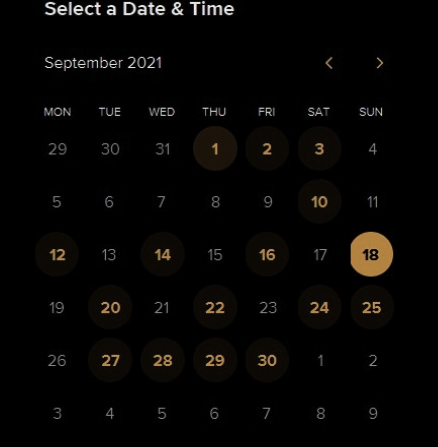 Select a Date & Time
September 2021
MON TUE WED THU FRI SAT SUN
29 30 31 1 2 3 4
5 6 7 8 9 10 11
12 13 14 15 16 17 18
19 20 21 22 23 24 25
26 27 28 29 30 1 2
3 4 5 6 7 8 9